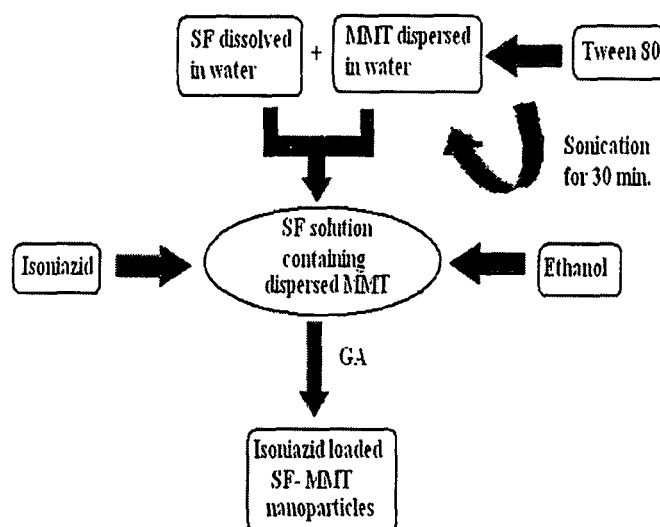 SF dissolved
in water
+
MMT dispersed
in water
Tween 80
Sonication
for 30 min.
SF solution
containing
dispersed MMT
Isoniazid
Ethanol
GA
Isoniazid loaded
SF- MMT
nanoparticles